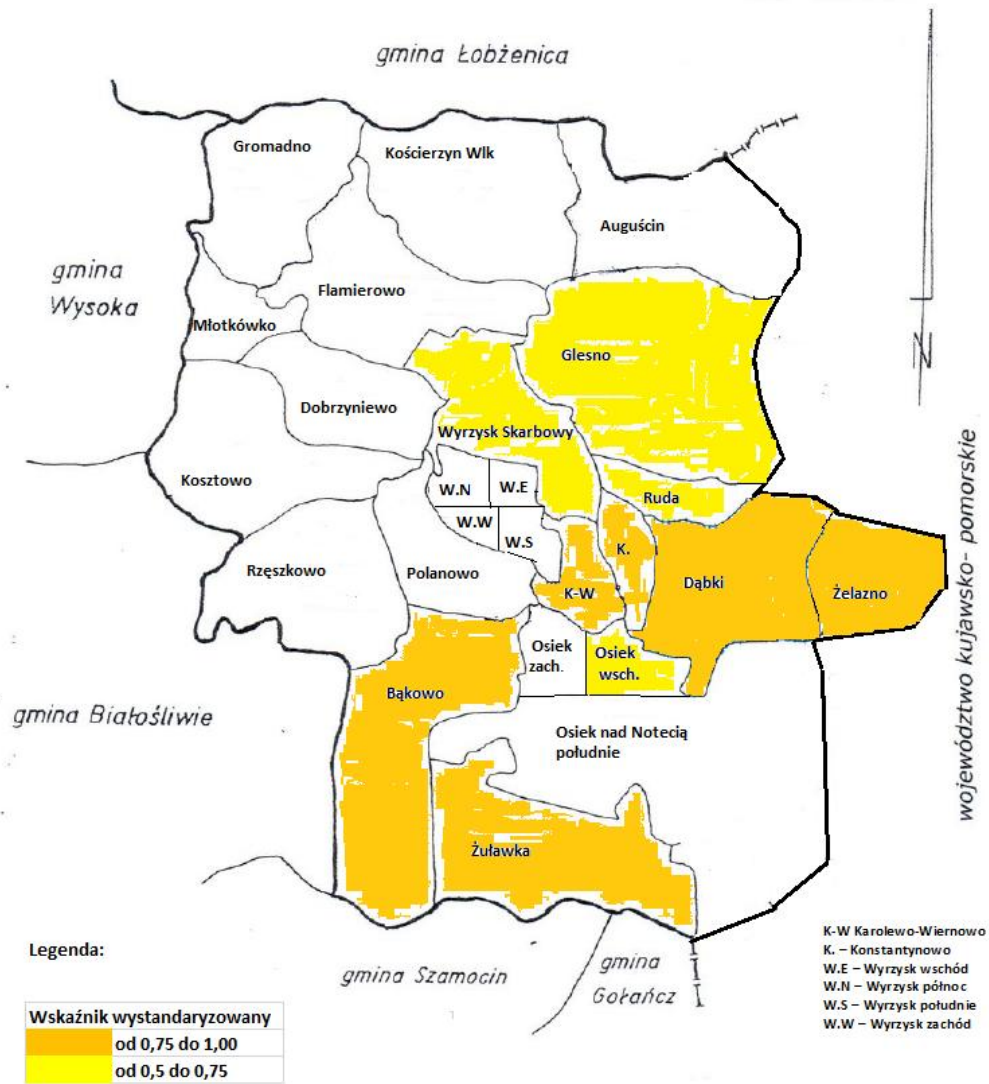 gmina Łobżenica
Gromadno
Kościerzyn Wlk
Auguścin
gmina
Wysoka
Flamierowo
Młotkówko
Glesno
Dobrzyniewo
Wyrzysk Skarbowy
Kosztowo
W.N
W.E
Ruda
W.W
W.S
K.
Rzęszkowo
Polanowo
K-W
Dąbki
Żelazno
Osiek
zach.
Osiek
wsch.
Bąkowo
gmina Białośliwie
Osiek nad Notecią
południe
województwo kujawsko- pomorskie
N
Żuławka
Legenda:
gmina Szamocin
gmina
Gołańcz
K-W Karolewo-Wiernowo
K. – Konstantynowo
W.E – Wyrzysk wschód
W.N – Wyrzysk północ
W.S – Wyrzysk południe
W.W – Wyrzysk zachód
Wskaźnik wystandaryzowany
od 0,75 do 1,00
od 0,5 do 0,75